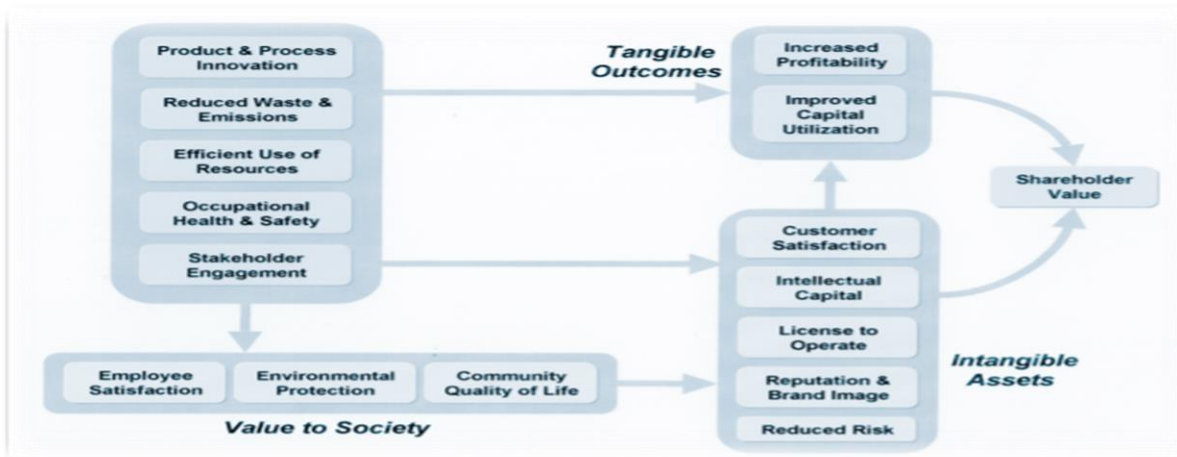 Product & Process
Innovation
Reduced Waste &
Emissions
Efficient Use of
Resources
Occupational
Health & Safety
Stakeholder
Engagement
Tangible
Outcomes
Increased
Profitability
Improved
Capital
Utilization
Shareholder
Value
Customer
Satisfaction
Intellectual
Capital
License to
Operate
Reputation &
Brand Image
Reduced Risk
Intangible
Assets
Employee
Satisfaction
Environmental
Protection
Community
Quality of Life
Value to Society